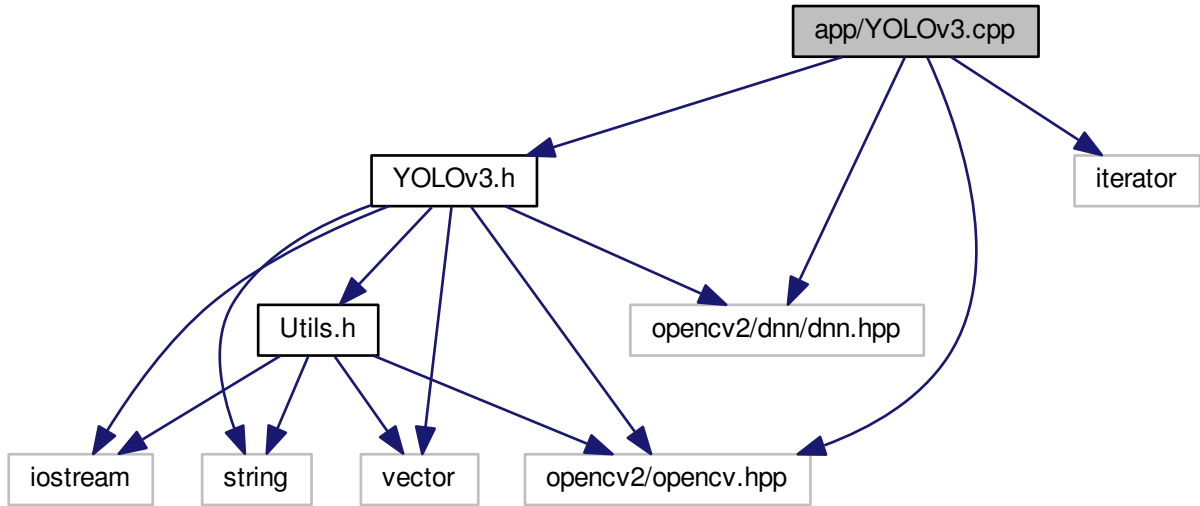 app/YOLOv3.cpp
YOLOv3.h
iterator
Utils.h
opencv2/dnn/dnn.hpp
iostream
string
vector
opencv2/opencv.hpp